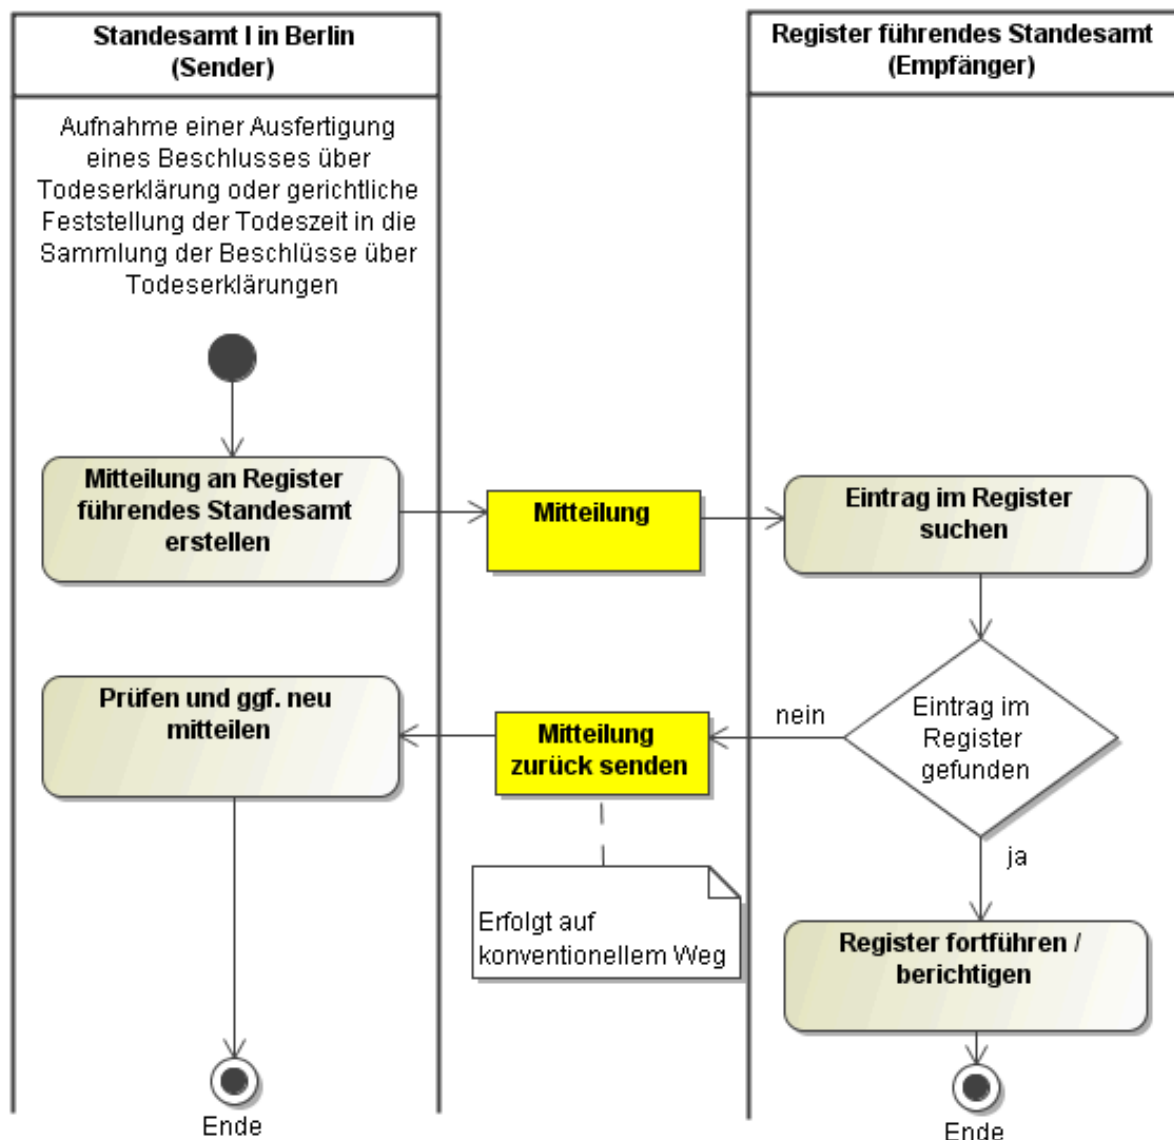 Standesamt I in Berlin
(Sender)
Register führendes Standesamt
(Empfänger)
Aufnahme einer Ausfertigung
eines Beschlusses über
Todeserklärung oder gerichtliche
Feststellung der Todeszeit in die
Sammlung der Beschlüsse über
Todeserklärungen
Mitteilung an Register
führendes Standesamt
erstellen
Mitteilung
Eintrag im Register
suchen
Eintrag im
Register
gefunden
nein
ja
Mitteilung
zurück senden
Prüfen und ggf. neu
mitteilen
Erfolgt auf
konventionellem Weg
Register fortführen /
berichtigen
Ende
Ende